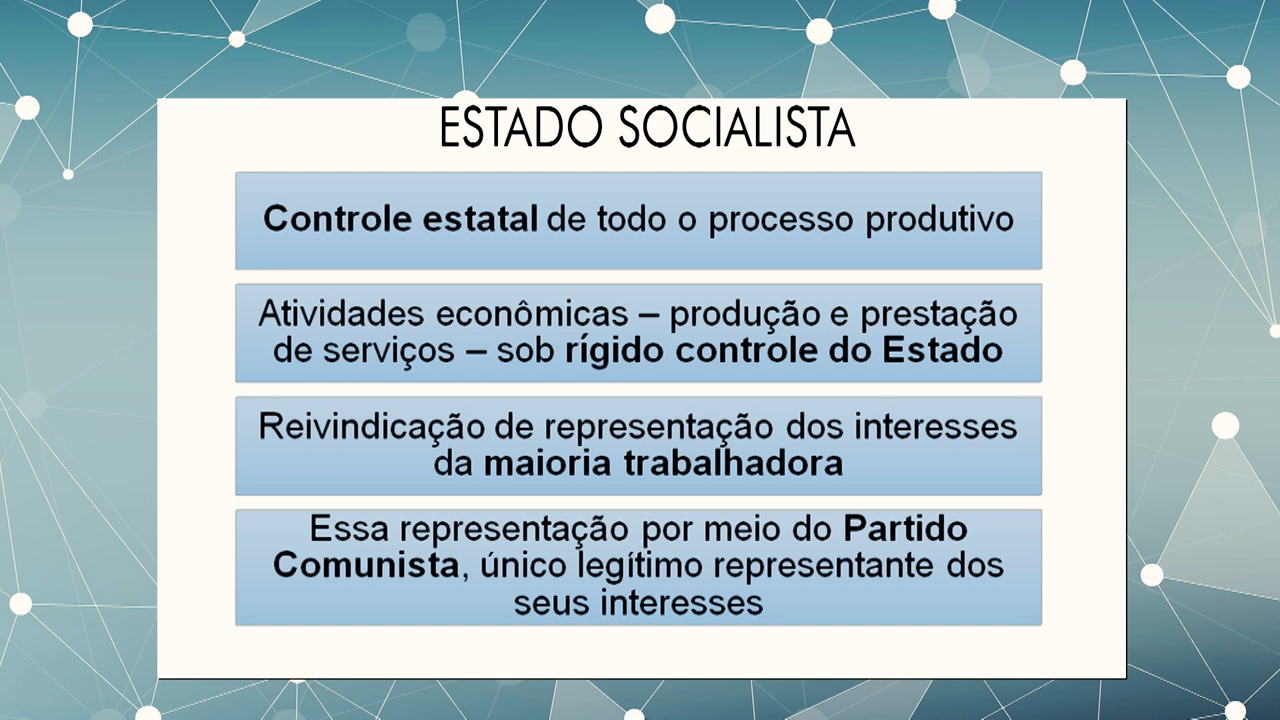 ESTADO SOCIALISTA
Controle estatal de todo o processo produtivo
Atividades econômicas – produção e prestação
de serviços – sob rígido controle do Estado
Reivindicação de representação dos interesses
da maioria trabalhadora
Essa representação por meio do Partido
Comunista, único legítimo representante dos
seus interesses